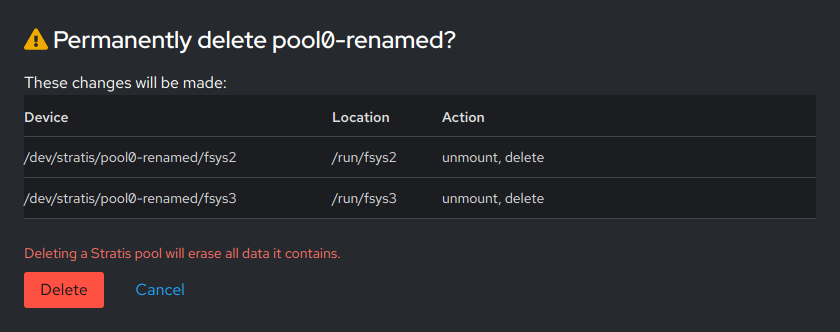 Permanently delete pool0-renamed?
These changes will be made:
Device Location Action
/dev/stratis/pool0-renamed/fsys2 /run/fsys2 unmount, delete
/dev/stratis/pool0-renamed/fsys3 /run/fsys3 unmount, delete
Deleting a Stratis pool will erase all data it contains.
Delete Cancel